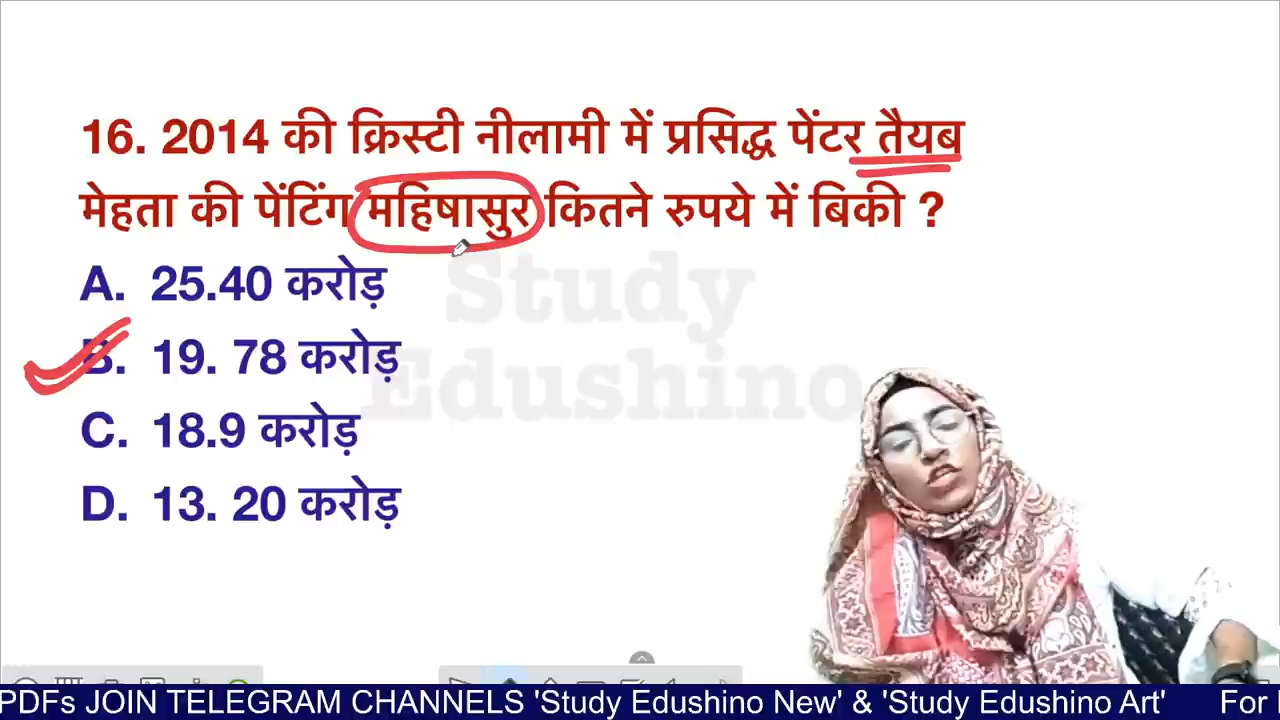 16. 2014 की क्रिस्टी नीलामी में प्रसिद्ध पेंटर तैयब
मेहता की पेंटिंग महिषासुर कितने रुपये में बिकी ?
A. 25.40 करोड़
B. 19. 78 करोड़
C. 18.9 करोड़
D. 13. 20 करोड़
Study
Edushino
PDFs JOIN TELEGRAM CHANNELS 'Study Edushino New' & 'Study Edushino Art' For